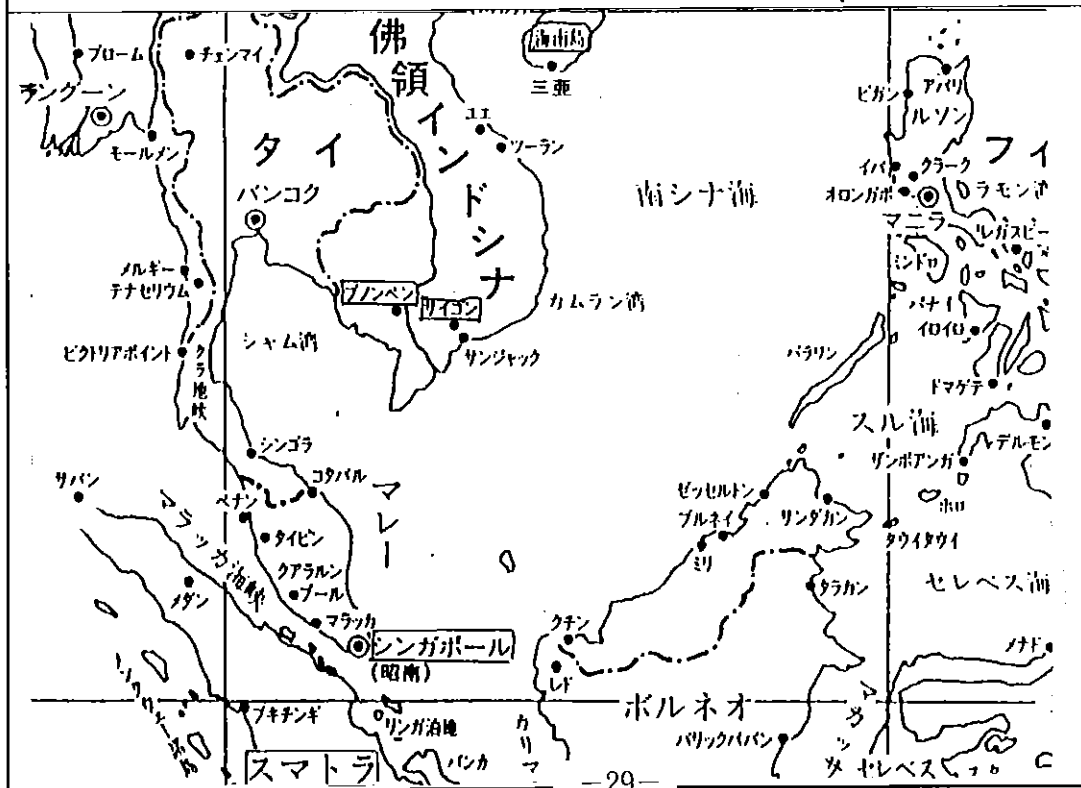 佛領インドシナ
海南島
三亜
プローム
チェンマイ
ラングーン
モールメン
タイ
バンコク
ユエ
ツーラン
南シナ海
ビガン
アパリ
ルソン
イバ
クラーク
オロンガポ
マニラ
フィ
ラモン湾
レガスピー
ミンドロ
パナイ
イロイロ
ドマゲテ
メルギー
テナセリウム
ビクトリアポイント
クラ地峡
シャム湾
プノンペン
サイゴン
サンジャック
カムラン湾
パラワン
スル海
ザンボアンガ
デルモン
ホロ
タウイタウイ
セレベス海
メナド
シンゴラ
コタバル
マレー
サバン
ペナン
マラッカ海峡
タイピン
クアラルン
プール
メダン
マラッカ
シンガポール
(昭南)
ゼッセルトン
ブルネイ
ミリ
サンダカン
タラカン
クチン
レド
ボルネオ
カリマ
バリックパパン
マカッサ
セレベス
ブキチンギ
リンガ泊地
スマトラ
バンカ
—29—